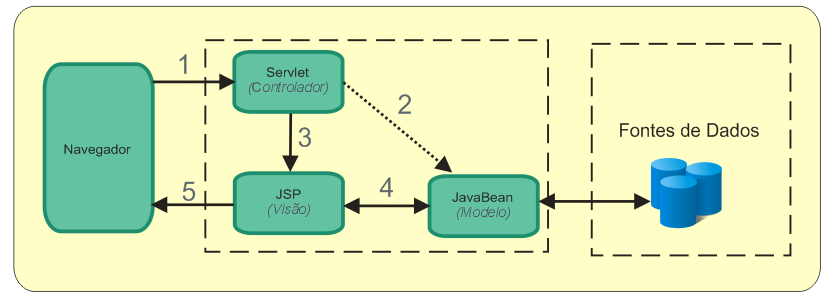 1
Servlet
(Controlador)
2
Navegador
3
Fontes de Dados
JSP
(Visão)
4
JavaBean
(Modelo)
5